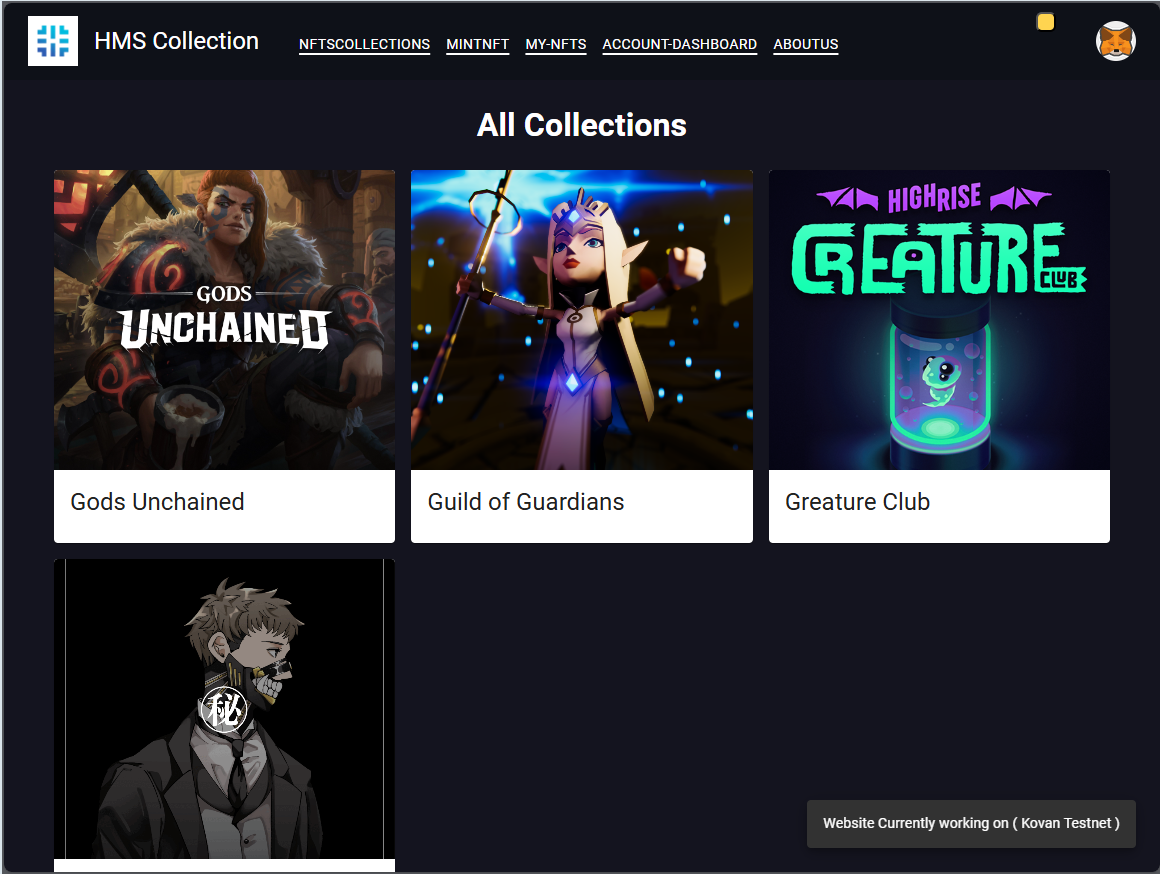 HMS Collection
NFTSCOLLECTIONS MINTNFT MY-NFTS ACCOUNT-DASHBOARD ABOUTUS
All Collections
GODS
UNCHAINED
HIGHRISE
CREATURE
CLUB
Gods Unchained
Guild of Guardians
Greature Club
秘
Website Currently working on ( Kovan Testnet )